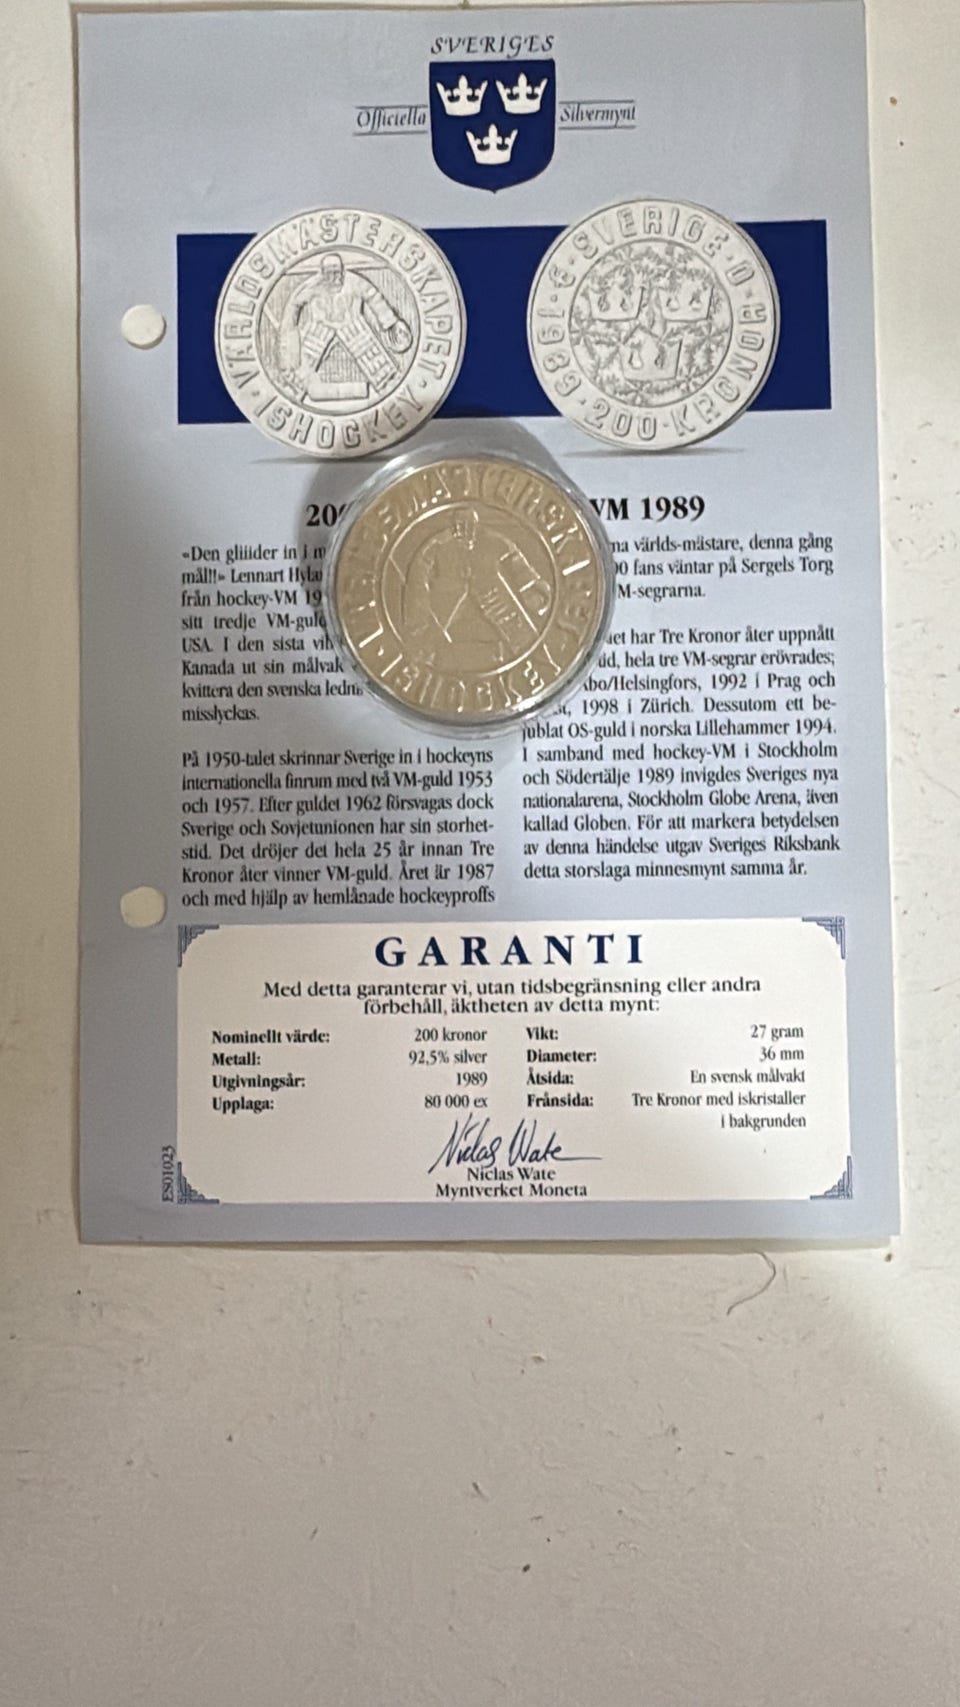 SVERIGES
Officiella
Silvermynt
VÄRLDSMÄSTERSKAPET · ISHOCKEY ·
SVERIGE · 200 · KRONOR · 1989
VM 1989
«Den gliiider in i m
mål!!» Lennart Hyla
från hockey-VM 19
sitt tredje VM-guld
USA. I den sista
Kanada ut sin målvak
kvittera den svenska
misslyckas.
På 1950-talet skrinnar Sverige in i hockeyns
internationella finrum med två VM-guld 1953
och 1957. Efter guldet 1962 försvagas dock
Sverige och Sovjetunionen har sin storhet-
stid. Det dröjer det hela 25 år innan Tre
Kronor åter vinner VM-guld. Året är 1987
och med hjälp av hemlånade hockeyproffs
na världs-mästare, denna gång
00 fans väntar på Sergels Torg
M-segrarna.
et har Tre Kronor åter uppnått
hela tre VM-segrar erövrades;
bo/Helsingfors, 1992 i Prag och
1998 i Zürich. Dessutom ett be-
jublat OS-guld i norska Lillehammer 1994.
I samband med hockey-VM i Stockholm
och Södertälje 1989 invigdes Sveriges nya
nationalarena, Stockholm Globe Arena, även
kallad Globen. För att markera betydelsen
av denna händelse utgav Sveriges Riksbank
detta storslaga minnesmynt samma år.
GARANTI
Med detta garanterar vi, utan tidsbegränsning eller andra
förbehåll, äktheten av detta mynt:
Nominellt värde: 200 kronor
Metall: 92,5% silver
Utgivningsår: 1989
Upplaga: 80 000 ex
Vikt: 27 gram
Diameter: 36 mm
Åtsida: En svensk målvakt
Frånsida: Tre Kronor med iskristaller
i bakgrunden
Niclas Wate
Niclas Wate
Myntverket Moneta
ES01023